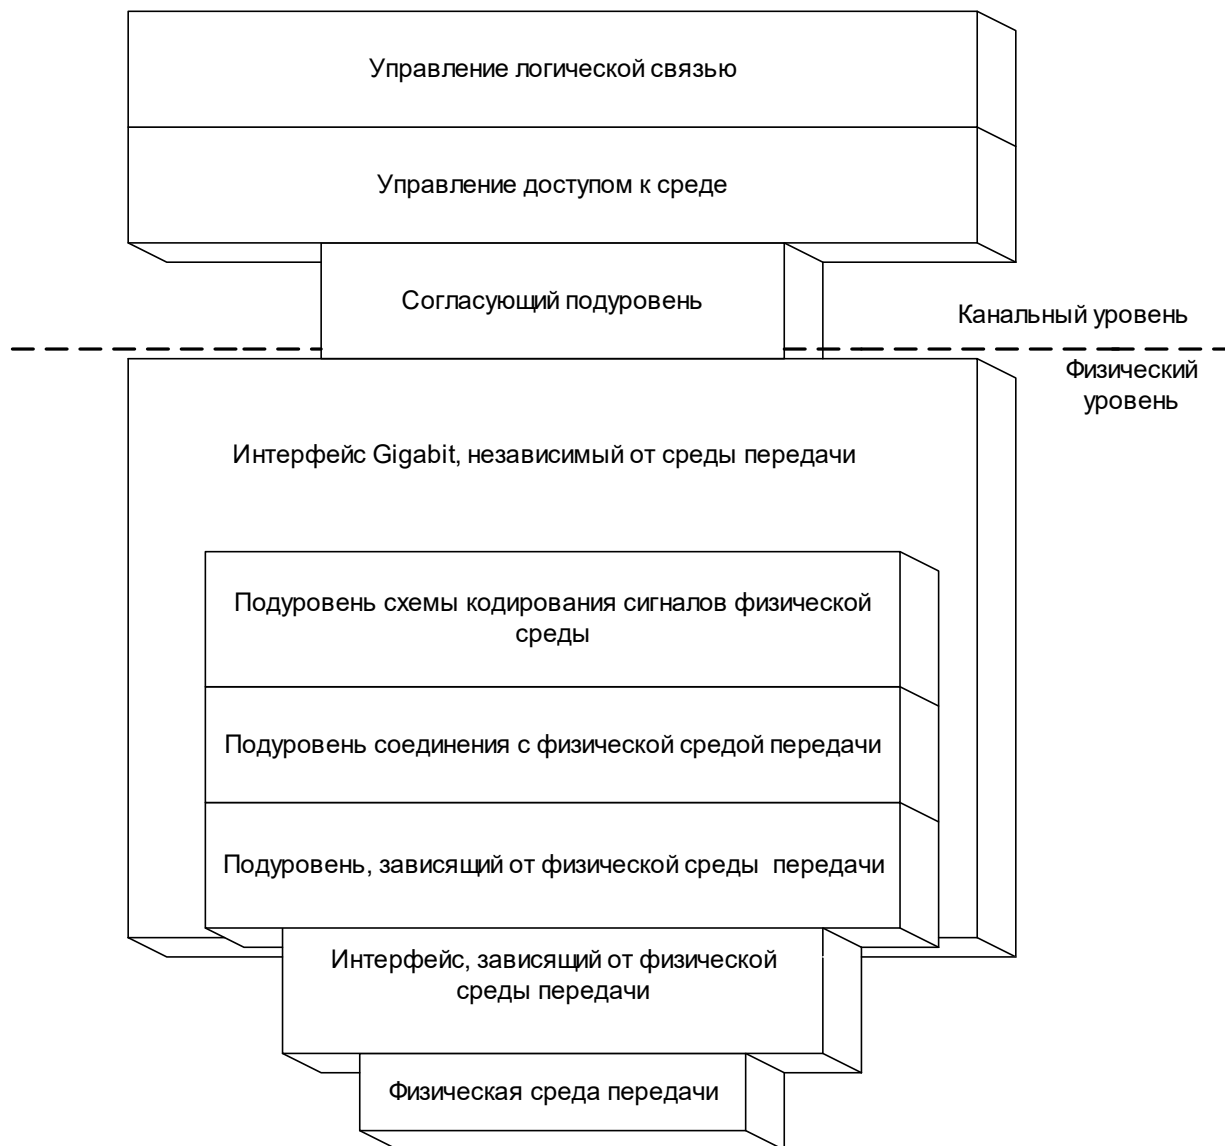 Управление логической связью
Управление доступом к среде
Согласующий подуровень
Канальный уровень
Физический
уровень
Интерфейс Gigabit, независимый от среды передачи
Подуровень схемы кодирования сигналов физической
среды
Подуровень соединения с физической средой передачи
Подуровень, зависящий от физической среды передачи
Интерфейс, зависящий от физической
среды передачи
Физическая среда передачи